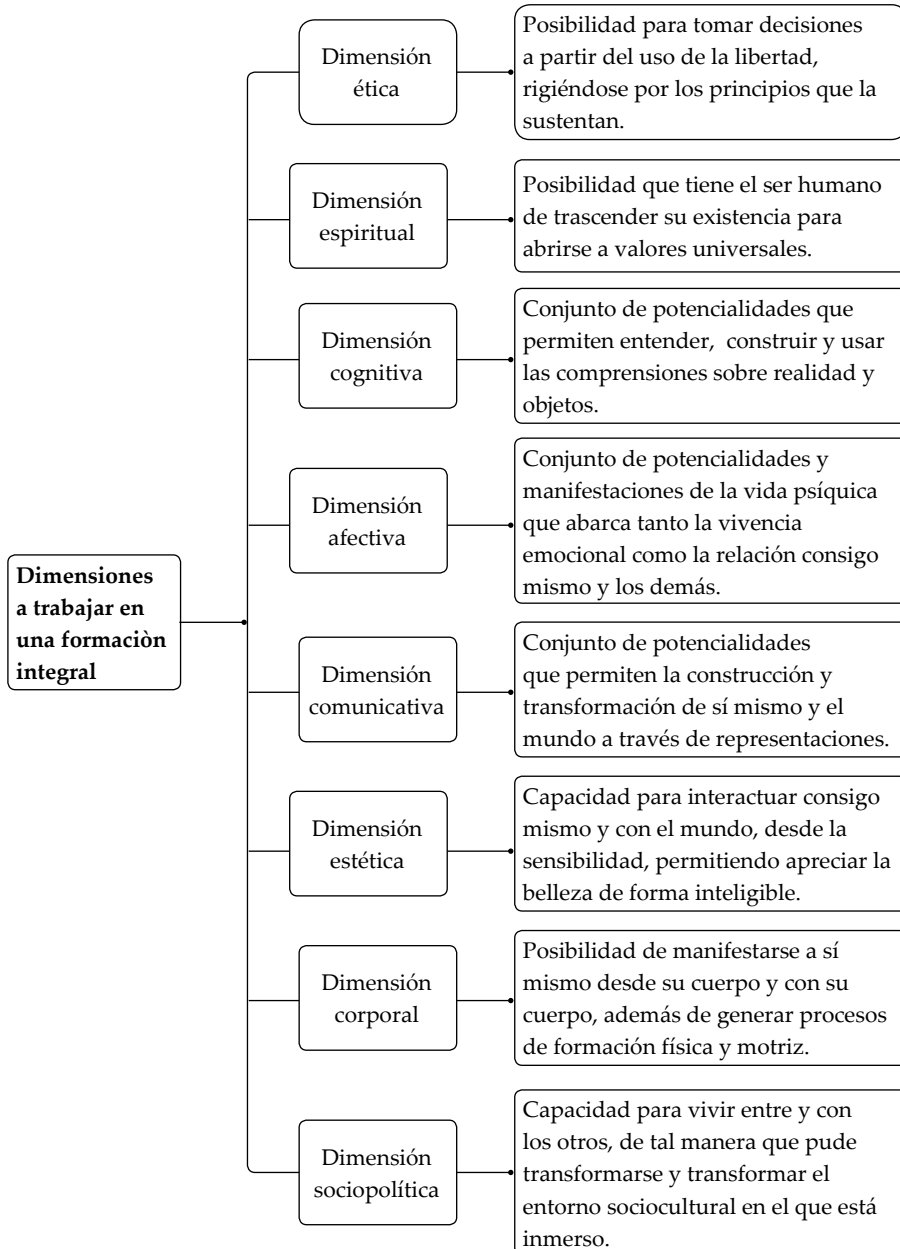 Dimensiones
a trabajar en
una formaciòn
integral
Dimensión
ética
Posibilidad para tomar decisiones
a partir del uso de la libertad,
rigiéndose por los principios que la
sustentan.
Dimensión
espiritual
Posibilidad que tiene el ser humano
de trascender su existencia para
abrirse a valores universales.
Dimensión
cognitiva
Conjunto de potencialidades que
permiten entender, construir y usar
las comprensiones sobre realidad y
objetos.
Dimensión
afectiva
Conjunto de potencialidades y
manifestaciones de la vida psíquica
que abarca tanto la vivencia
emocional como la relación consigo
mismo y los demás.
Dimensión
comunicativa
Conjunto de potencialidades
que permiten la construcción y
transformación de sí mismo y el
mundo a través de representaciones.
Dimensión
estética
Capacidad para interactuar consigo
mismo y con el mundo, desde la
sensibilidad, permitiendo apreciar la
belleza de forma inteligible.
Dimensión
corporal
Posibilidad de manifestarse a sí
mismo desde su cuerpo y con su
cuerpo, además de generar procesos
de formación física y motriz.
Dimensión
sociopolítica
Capacidad para vivir entre y con
los otros, de tal manera que pude
transformarse y transformar el
entorno sociocultural en el que está
inmerso.